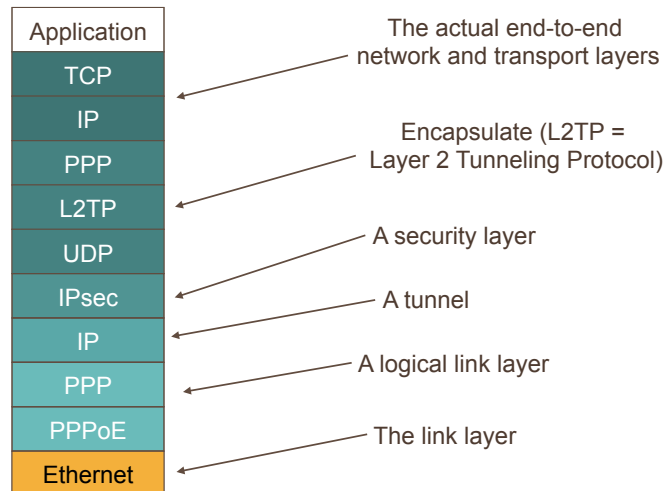 Application
TCP
IP
PPP
L2TP
UDP
IPsec
IP
PPP
PPPoE
Ethernet
The actual end-to-end
network and transport layers
Encapsulate (L2TP =
Layer 2 Tunneling Protocol)
A security layer
A tunnel
A logical link layer
The link layer